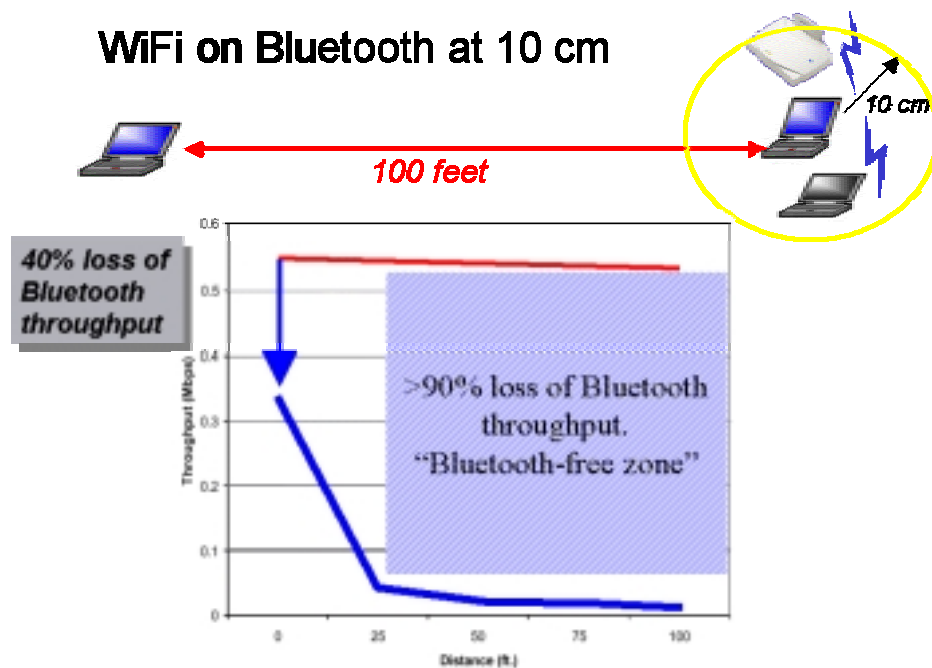 WiFi on Bluetooth at 10 cm
10 cm
100 feet
40% loss of
Bluetooth
throughput
0.6
0.5
0.4
0.3
0.2
0.1
0
Throughput (Mbps)
>90% loss of Bluetooth
throughput.
“Bluetooth-free zone”
0
25
50
75
100
Distance (ft.)